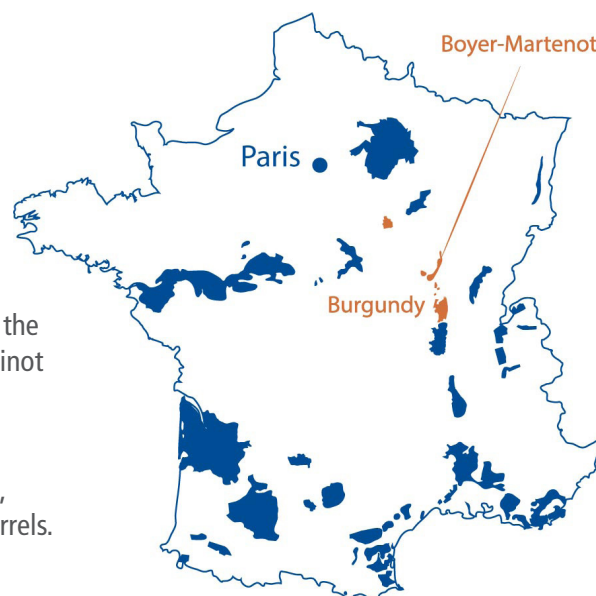 Boyer-Martenot
Paris
Burgundy
the
inot
,
rrels.